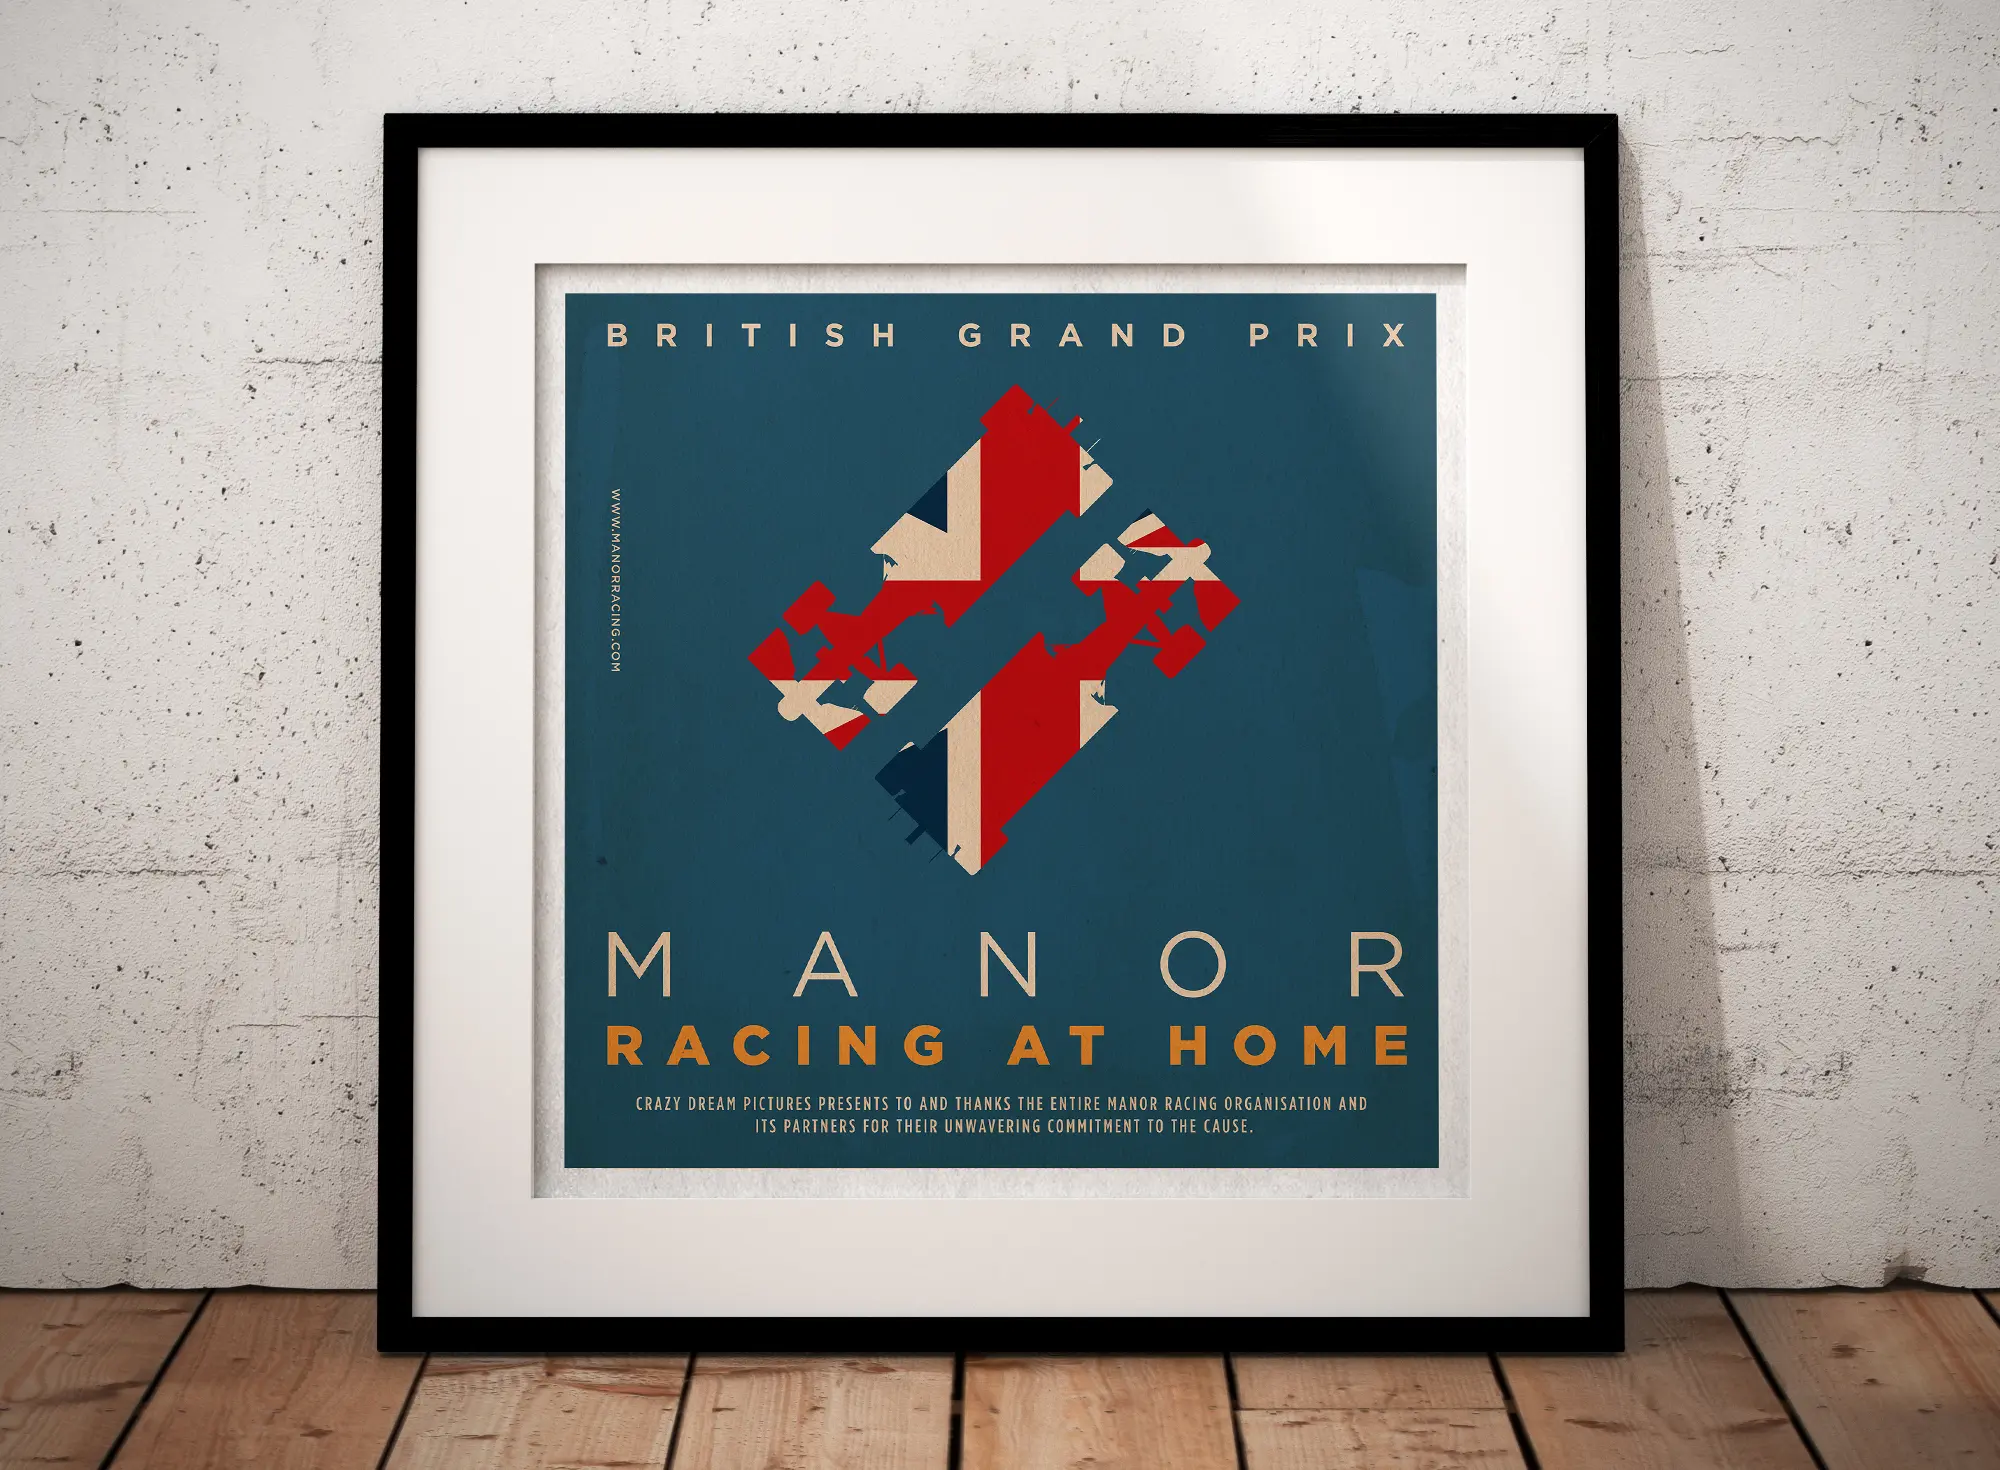 BRITISH GRAND PRIX
WWW.MANORRACING.COM
MANOR
RACING AT HOME
CRAZY DREAM PICTURES PRESENTS TO AND THANKS THE ENTIRE MANOR RACING ORGANISATION AND
ITS PARTNERS FOR THEIR UNWAVERING COMMITMENT TO THE CAUSE.